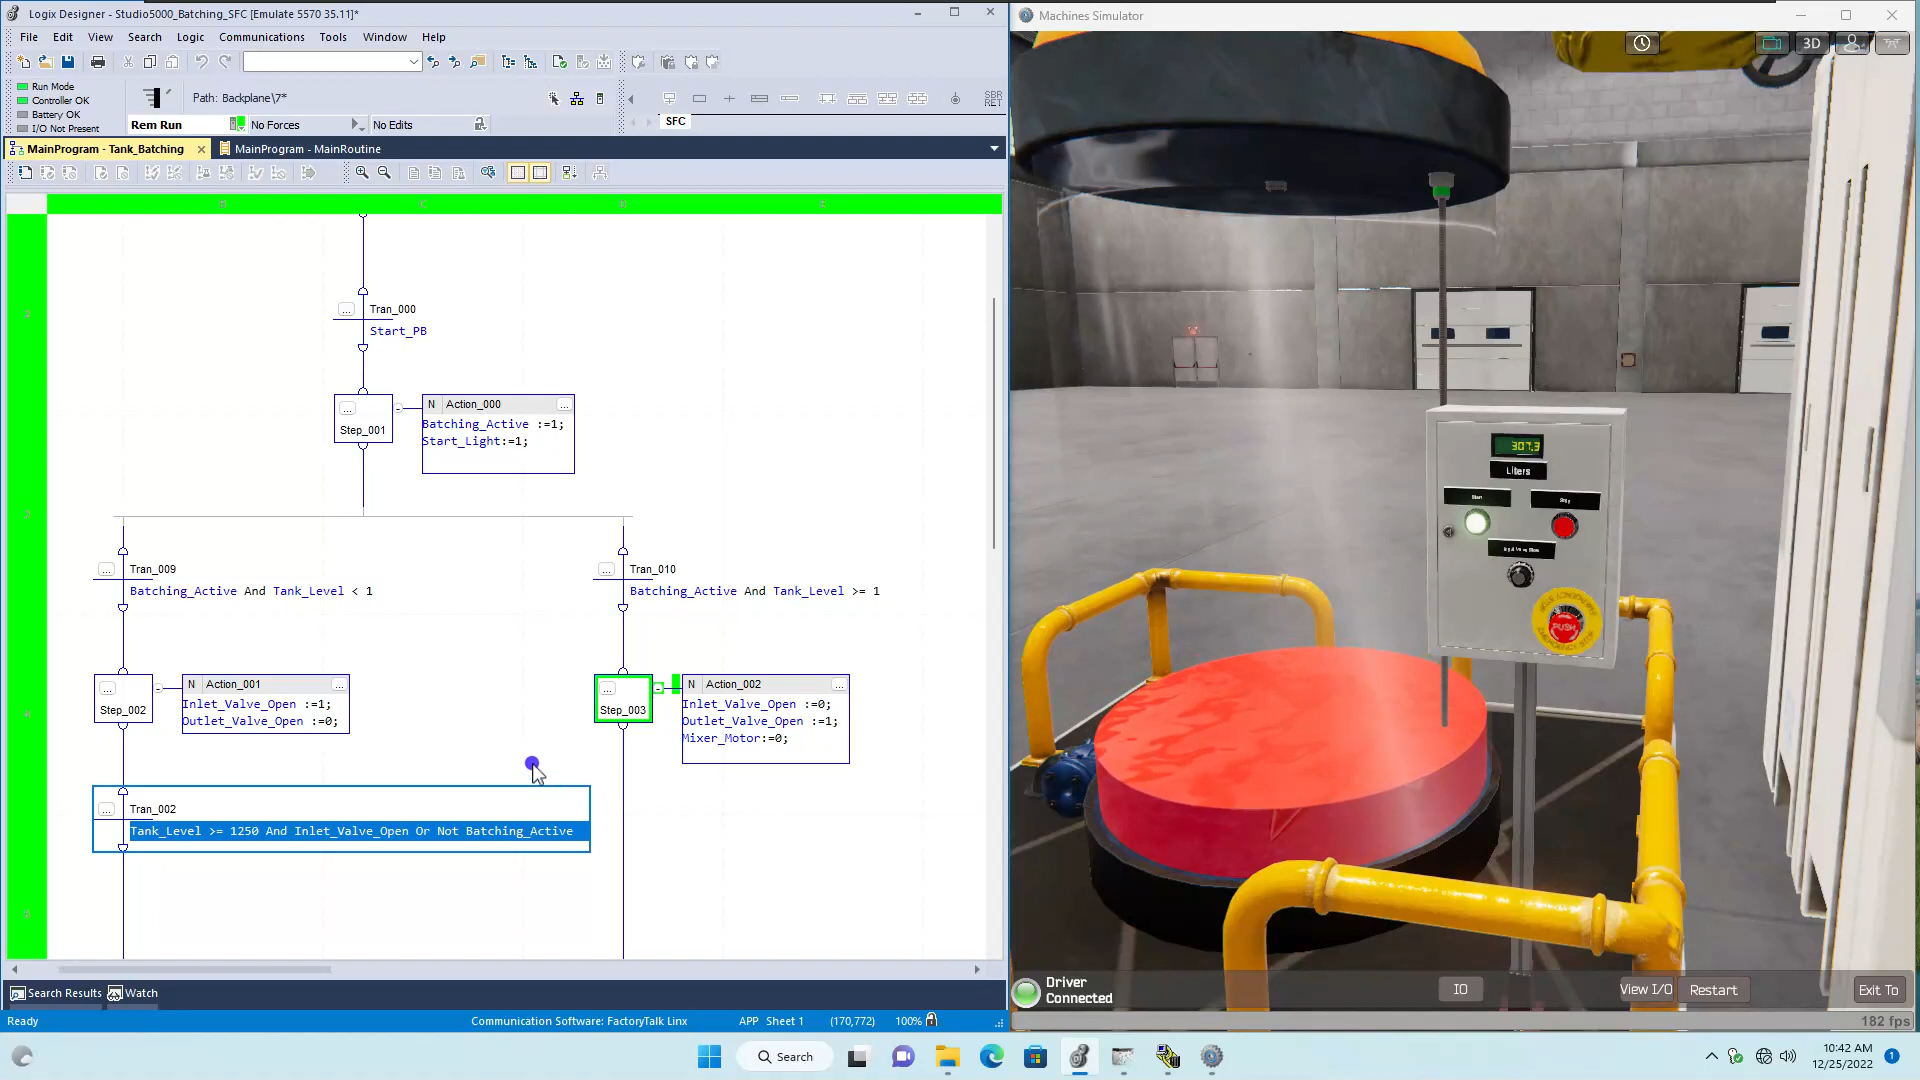 Logix Designer - Studio5000_Batching_SFC [Emulate 5570 35.11]*
File Edit View Search Logic Communications Tools Window Help
Run Mode
Controller OK
Battery OK
I/O Not Present
Path: Backplane\7*
Rem Run
No Forces
No Edits
SFC
SBR
RET
MainProgram - Tank_Batching
MainProgram - MainRoutine
Tran_000
Start_PB
Step_001
N Action_000
Batching_Active :=1;
Start_Light:=1;
Tran_009
Batching_Active And Tank_Level < 1
Tran_010
Batching_Active And Tank_Level >= 1
Step_002
N Action_001
Inlet_Valve_Open :=1;
Outlet_Valve_Open :=0;
Step_003
N Action_002
Inlet_Valve_Open :=0;
Outlet_Valve_Open :=1;
Mixer_Motor:=0;
Tran_002
Tank_Level >= 1250 And Inlet_Valve_Open Or Not Batching_Active
Search Results Watch
Ready
Communication Software: FactoryTalk Linx
APP Sheet 1 (170,772) 100%
Machines Simulator
3D
307.3
Liters
Start
Stop
PUSH
Driver
Connected
IO
View I/O
Restart
Exit To
182 fps
Search
10:42 AM
12/25/2022
1